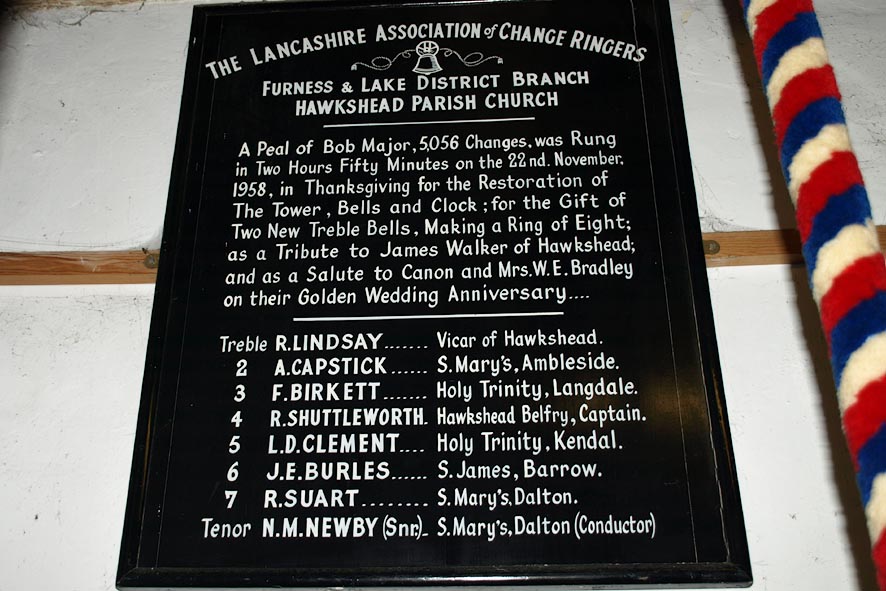 THE LANCASHIRE ASSOCIATION of CHANGE RINGERS
FURNESS & LAKE DISTRICT BRANCH
HAWKSHEAD PARISH CHURCH
A Peal of Bob Major, 5,056 Changes, was Rung
in Two Hours Fifty Minutes on the 22nd. November,
1958, in Thanksgiving for the Restoration of
The Tower, Bells and Clock; for the Gift of
Two New Treble Bells, Making a Ring of Eight;
as a Tribute to James Walker of Hawkshead;
and as a Salute to Canon and Mrs. W. E. Bradley
on their Golden Wedding Anniversary....
Treble R. LINDSAY....... Vicar of Hawkshead.
2 A. CAPSTICK...... S. Mary's, Ambleside.
3 F. BIRKETT....... Holy Trinity, Langdale.
4 R. SHUTTLEWORTH.. Hawkshead Belfry, Captain.
5 L. D. CLEMENT.... Holy Trinity, Kendal.
6 J. E. BURLES...... S. James, Barrow.
7 R. SUART........ S. Mary's, Dalton.
Tenor N. M. NEWBY (Snr.).. S. Mary's, Dalton (Conductor)